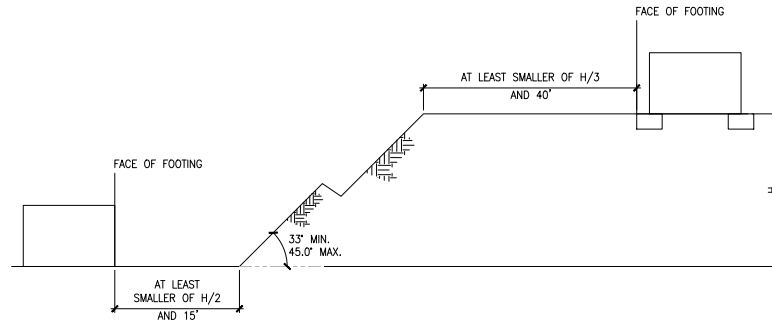 FACE OF FOOTING
AT LEAST SMALLER OF H/3
AND 40'
FACE OF FOOTING
33° MIN.
45.0° MAX.
AT LEAST
SMALLER OF H/2
AND 15'